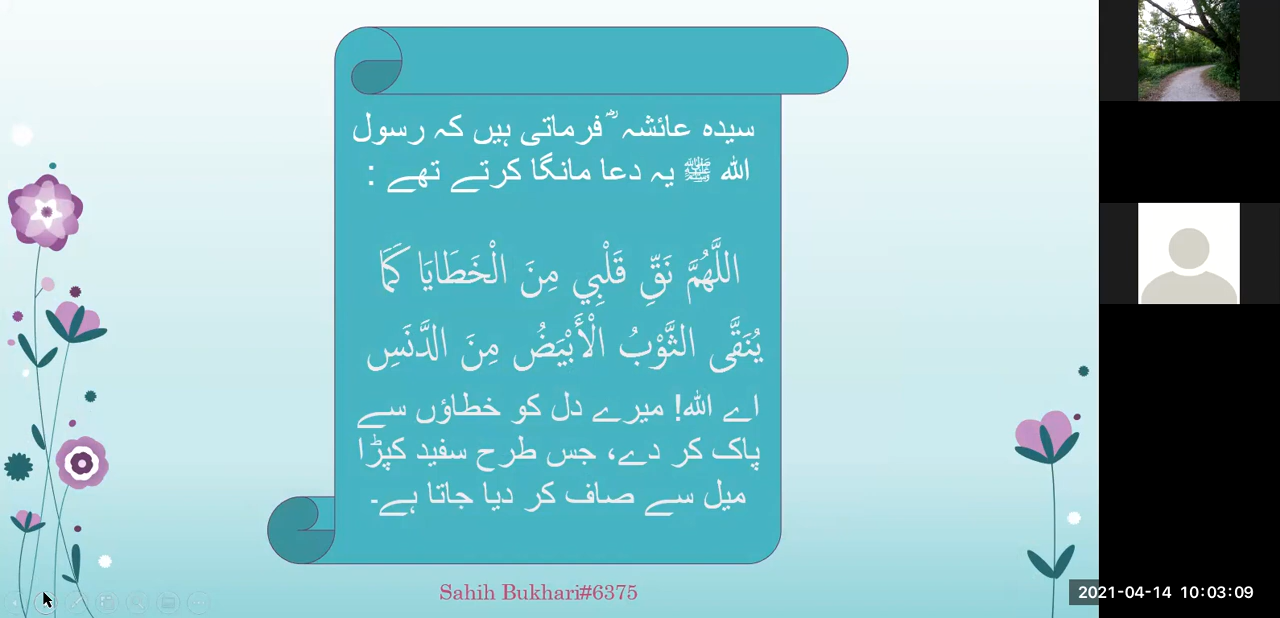 سیدہ عائشہ ؓ فرماتی ہیں کہ رسول
اللہ ﷺ یہ دعا مانگا کرتے تھے :
اللَّهُمَّ نَقِّ قَلْبِي مِنَ الْخَطَايَا كَمَا
يُنَقَّى الثَّوْبُ الْأَبْيَضُ مِنَ الدَّنَسِ
اے اللہ! میرے دل کو خطاؤں سے
پاک کر دے، جس طرح سفید کپڑا
میل سے صاف کر دیا جاتا ہے۔
Sahih Bukhari#6375
2021-04-14 10:03:09